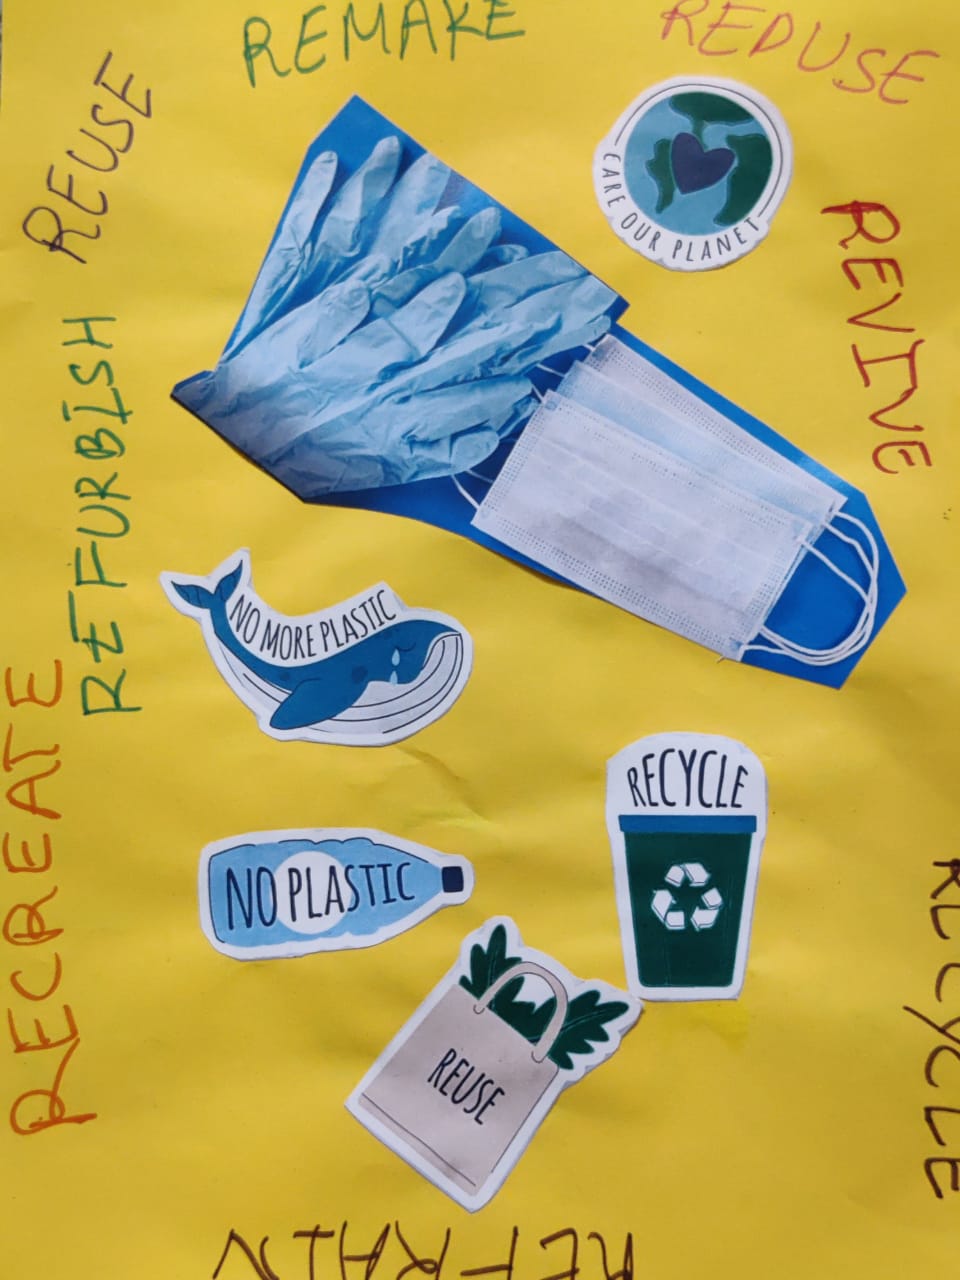 REMAKE
REDUSE
REUSE
CARE OUR PLANET
REVIVE
REFURBiSH
NO MORE PLASTIC
RECREATE
RECYCLE
NO PLASTIC
RECYCLE
REUSE
REFRAIN